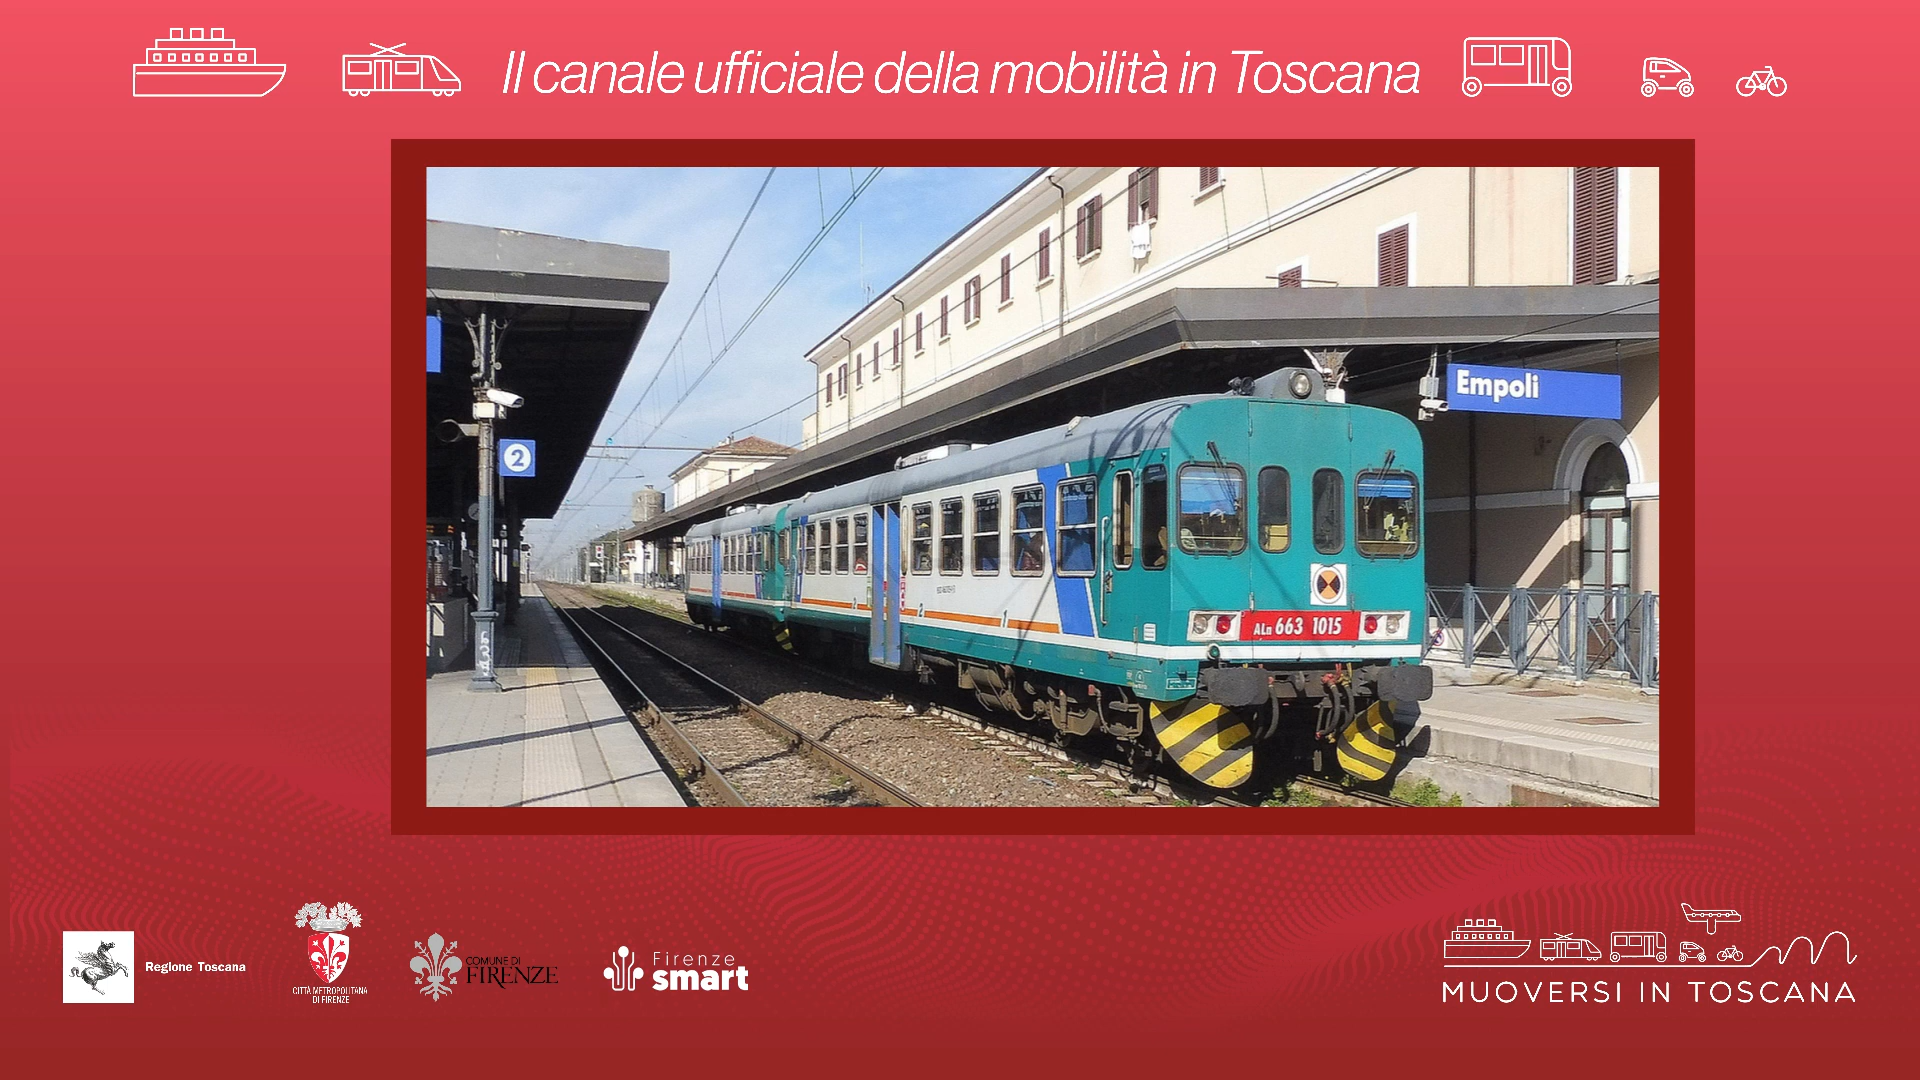 Il canale ufficiale della mobilità in Toscana
Empoli
2
ALn 663 1015
Regione Toscana
CITTÀ METROPOLITANA
DI FIRENZE
COMUNE DI
FIRENZE
Firenze
smart
MUOVERSI IN TOSCANA